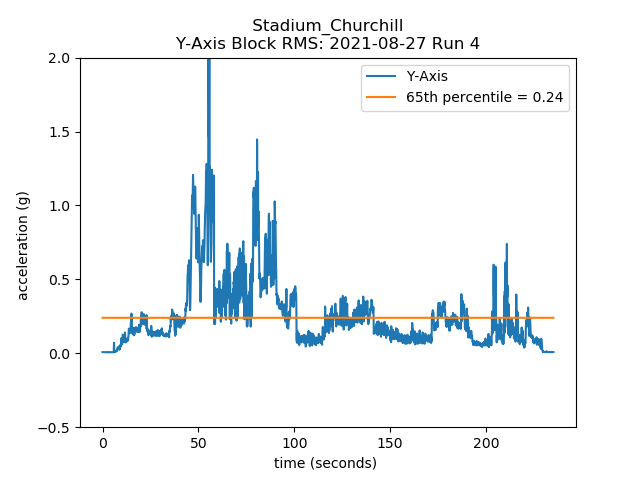 Stadium_Churchill
Y-Axis Block RMS: 2021-08-27 Run 4
2.0
1.5
1.0
0.5
0.0
−0.5
acceleration (g)
Y-Axis
65th percentile = 0.24
0
50
100
150
200
time (seconds)